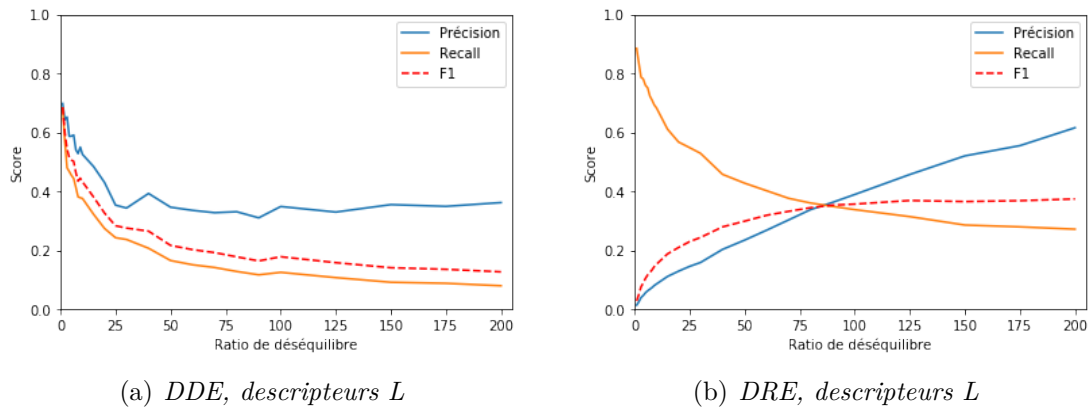 1.0
0.8
0.6
0.4
0.2
0.0
Score
Précision
Recall
F1
0 25 50 75 100 125 150 175 200
Ratio de déséquilibre
(a) DDE, descripteurs L
1.0
0.8
0.6
0.4
0.2
0.0
Score
Précision
Recall
F1
0 25 50 75 100 125 150 175 200
Ratio de déséquilibre
(b) DRE, descripteurs L